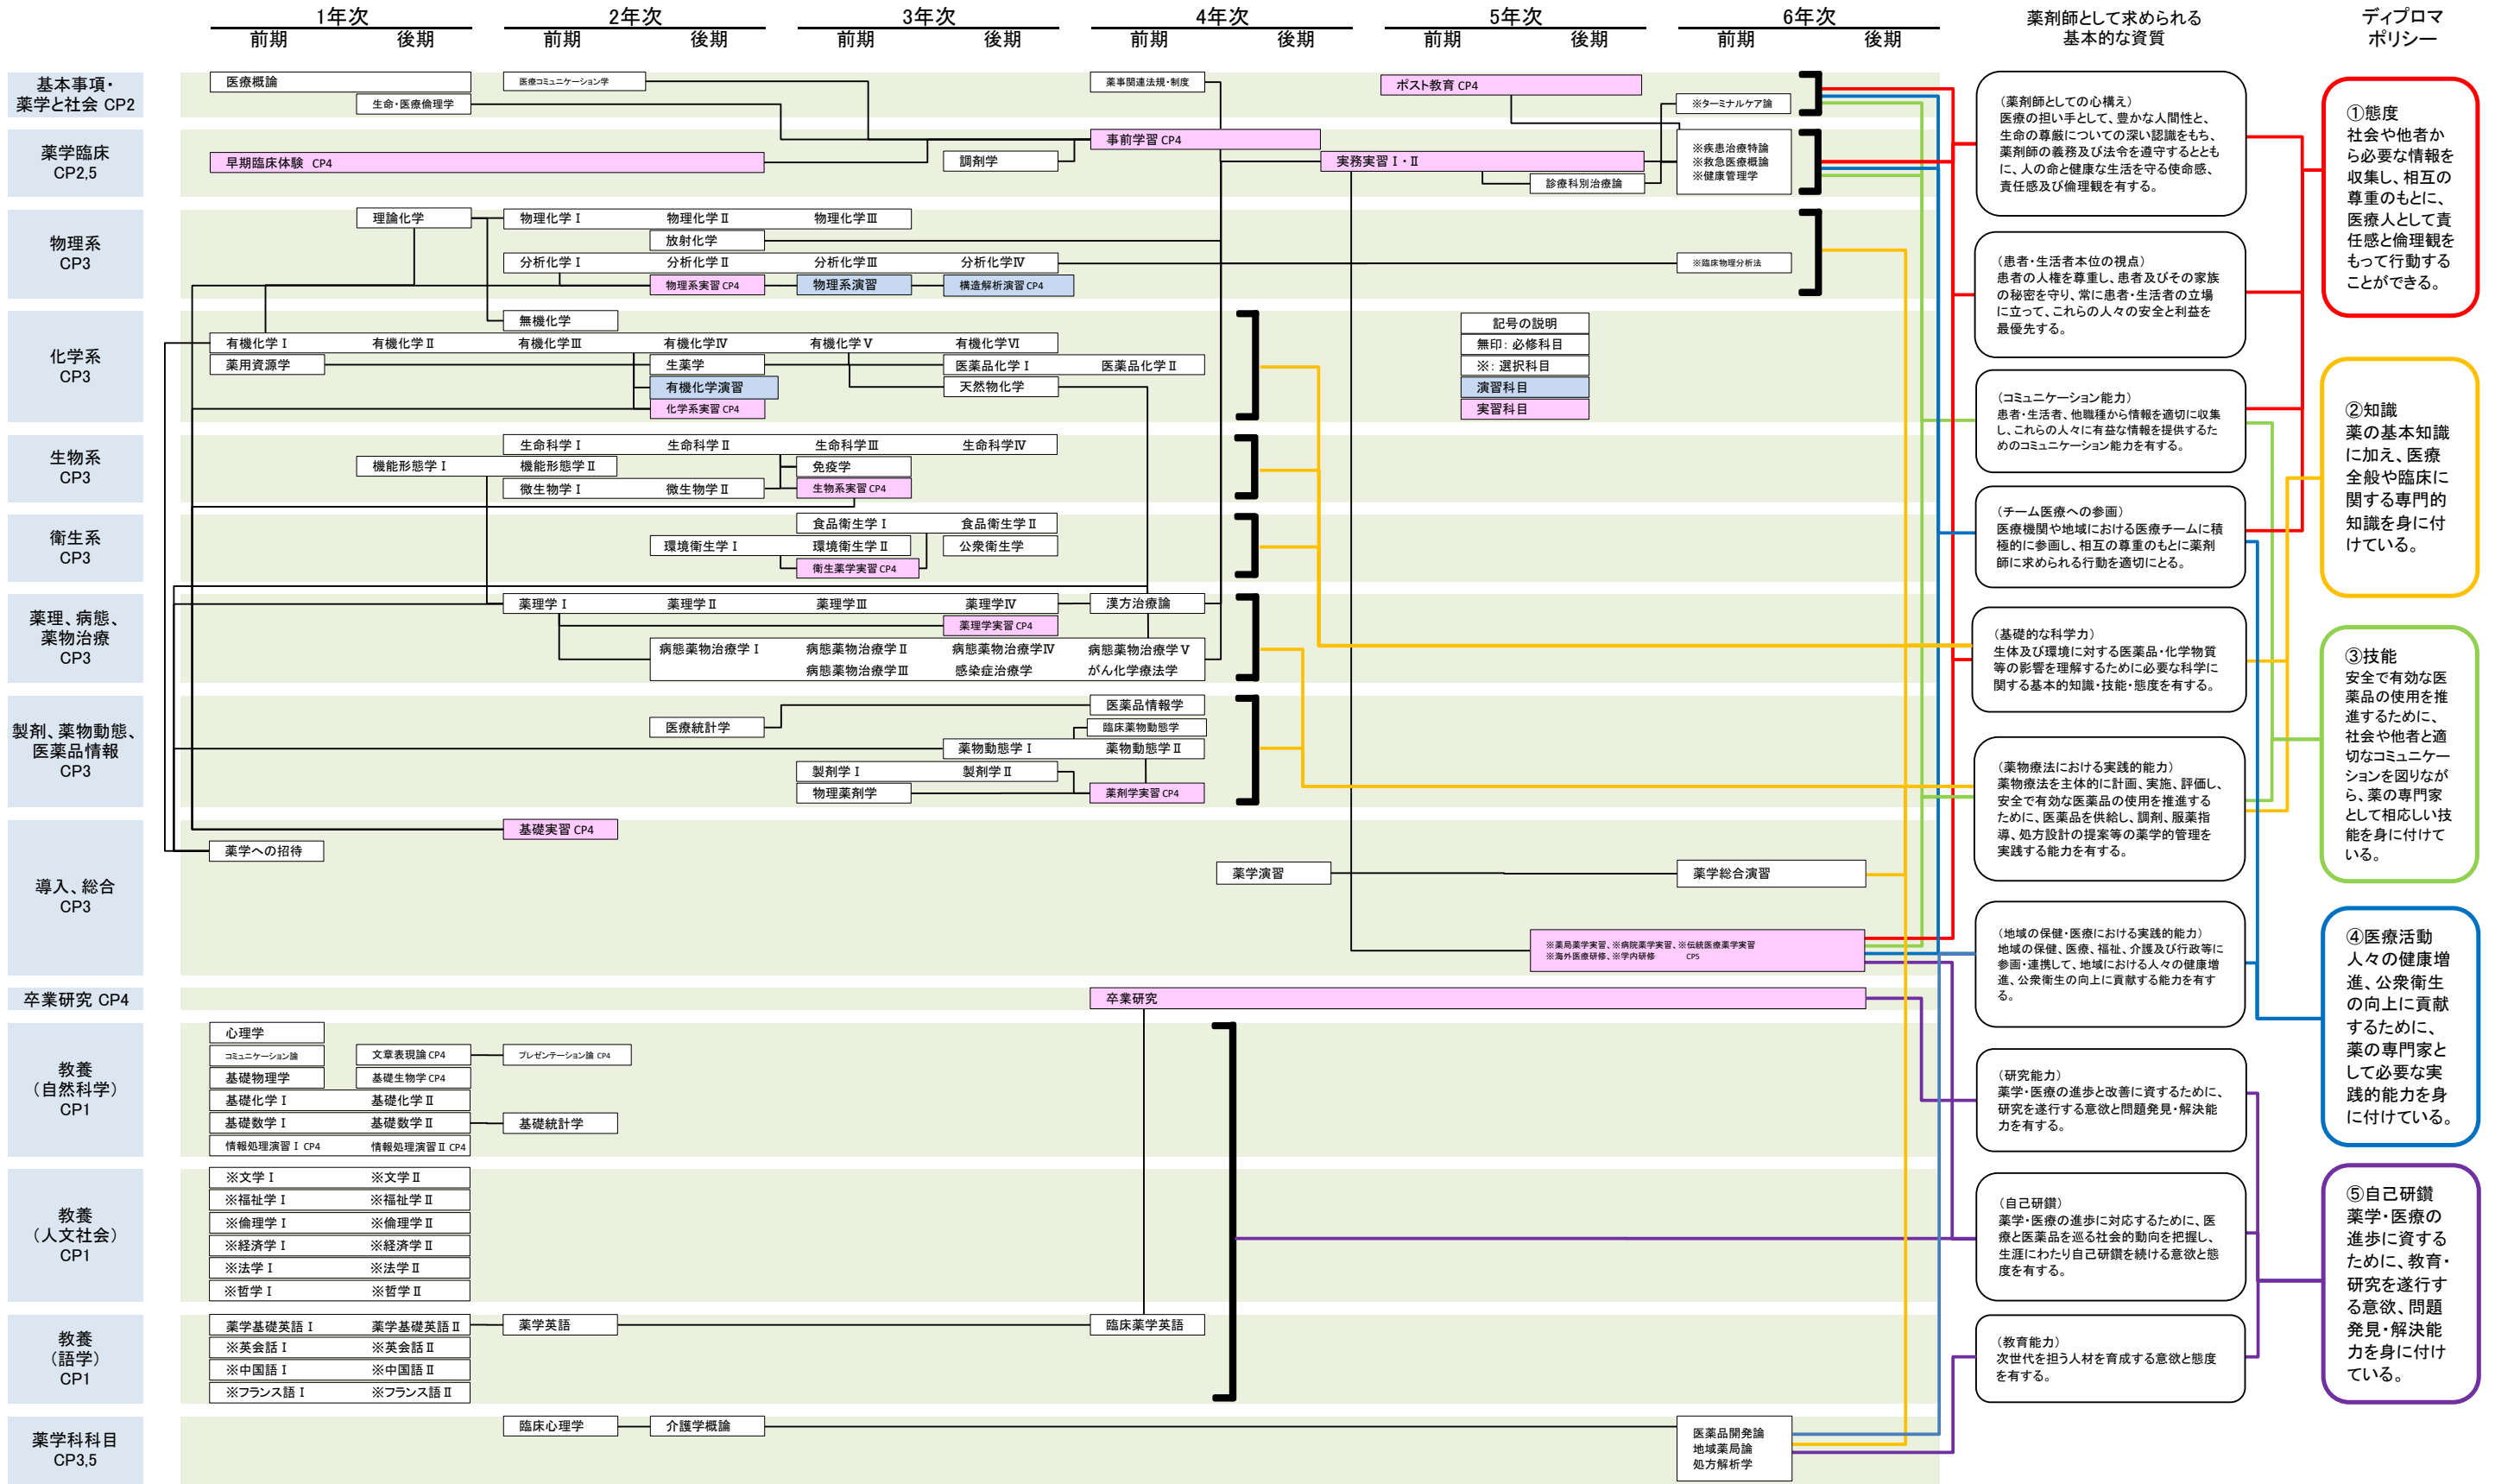 1年次
2年次
3年次
4年次
5年次
6年次
前期 後期
前期 後期
前期 後期
前期 後期
前期 後期
前期 後期
薬剤師として求められる
基本的な資質
ディプロマ
ポリシー
基本事項・
薬学と社会 CP2
医療概論
医療コミュニケーション学
薬事関連法規・制度
ポスト教育 CP4
生命・医療倫理学
※ターミナルケア論
薬学臨床
CP2,5
事前学習 CP4
早期臨床体験 CP4
調剤学
実務実習Ⅰ・Ⅱ
診療科別治療論
※疾患治療特論
※救急医療概論
※健康管理学
物理系
CP3
理論化学
物理化学Ⅰ 物理化学Ⅱ 物理化学Ⅲ
放射化学
分析化学Ⅰ 分析化学Ⅱ 分析化学Ⅲ 分析化学Ⅳ
※臨床物理分析法
物理系実習 CP4
物理系演習
構造解析演習 CP4
化学系
CP3
無機化学
有機化学Ⅰ 有機化学Ⅱ 有機化学Ⅲ 有機化学Ⅳ 有機化学Ⅴ 有機化学Ⅵ
薬用資源学
生薬学
医薬品化学Ⅰ 医薬品化学Ⅱ
有機化学演習
天然物化学
化学系実習 CP4
記号の説明
無印：必修科目
※：選択科目
演習科目
実習科目
生物系
CP3
生命科学Ⅰ 生命科学Ⅱ 生命科学Ⅲ 生命科学Ⅳ
機能形態学Ⅰ 機能形態学Ⅱ
免疫学
微生物学Ⅰ 微生物学Ⅱ
生物系実習 CP4
衛生系
CP3
食品衛生学Ⅰ 食品衛生学Ⅱ
環境衛生学Ⅰ 環境衛生学Ⅱ
公衆衛生学
衛生薬学実習 CP4
薬理、病態、
薬物治療
CP3
薬理学Ⅰ 薬理学Ⅱ 薬理学Ⅲ 薬理学Ⅳ
漢方治療論
薬理学実習 CP4
病態薬物治療学Ⅰ 病態薬物治療学Ⅱ 病態薬物治療学Ⅳ 病態薬物治療学Ⅴ
病態薬物治療学Ⅲ 感染症治療学 がん化学療法学
製剤、薬物動態、
医薬品情報
CP3
医薬品情報学
医療統計学
臨床薬物動態学
薬物動態学Ⅰ 薬物動態学Ⅱ
製剤学Ⅰ 製剤学Ⅱ
物理薬剤学
薬剤学実習 CP4
導入、総合
CP3
基礎実習 CP4
薬学への招待
薬学演習
薬学総合演習
※薬局薬学実習、※病院薬学実習、※伝統医療薬学実習
※海外医療研修、※学内研修 CP5
卒業研究 CP4
卒業研究
教養
（自然科学）
CP1
心理学
コミュニケーション論
文章表現論 CP4
プレゼンテーション論 CP4
基礎物理学
基礎生物学 CP4
基礎化学Ⅰ 基礎化学Ⅱ
基礎数学Ⅰ 基礎数学Ⅱ
基礎統計学
情報処理演習Ⅰ CP4 情報処理演習Ⅱ CP4
教養
（人文社会）
CP1
※文学Ⅰ ※文学Ⅱ
※福祉学Ⅰ ※福祉学Ⅱ
※倫理学Ⅰ ※倫理学Ⅱ
※経済学Ⅰ ※経済学Ⅱ
※法学Ⅰ ※法学Ⅱ
※哲学Ⅰ ※哲学Ⅱ
教養
（語学）
CP1
薬学基礎英語Ⅰ 薬学基礎英語Ⅱ
薬学英語
臨床薬学英語
※英会話Ⅰ ※英会話Ⅱ
※中国語Ⅰ ※中国語Ⅱ
※フランス語Ⅰ ※フランス語Ⅱ
薬学科科目
CP3,5
臨床心理学
介護学概論
医薬品開発論
地域薬局論
処方解析学
（薬剤師としての心構え）
医療の担い手として、豊かな人間性と、
生命の尊厳についての深い認識をもち、
薬剤師の義務及び法令を遵守するととも
に、人の命と健康な生活を守る使命感、
責任感及び倫理観を有する。
（患者・生活者本位の視点）
患者の人権を尊重し、患者及びその家族
の秘密を守り、常に患者・生活者の立場
に立って、これらの人々の安全と利益を
最優先する。
（コミュニケーション能力）
患者・生活者、他職種から情報を適切に収集
し、これらの人々に有益な情報を提供するた
めのコミュニケーション能力を有する。
（チーム医療への参画）
医療機関や地域における医療チームに積
極的に参画し、相互の尊重のもとに薬剤
師に求められる行動を適切にとる。
（基礎的な科学力）
生体及び環境に対する医薬品・化学物質
等の影響を理解するために必要な科学に
関する基本的知識・技能・態度を有する。
（薬物療法における実践的能力）
薬物療法を主体的に計画、実施、評価し、
安全で有効な医薬品の使用を推進する
ために、医薬品を供給し、調剤、服薬指
導、処方設計の提案等の薬学的管理を
実践する能力を有する。
（地域の保健・医療における実践的能力）
地域の保健、医療、福祉、介護及び行政等に
参画・連携して、地域における人々の健康増
進、公衆衛生の向上に貢献する能力を有す
る。
（研究能力）
薬学・医療の進歩と改善に資するために、
研究を遂行する意欲と問題発見・解決能
力を有する。
（自己研鑽）
薬学・医療の進歩に対応するために、医
療と医薬品を巡る社会的動向を把握し、
生涯にわたり自己研鑽を続ける意欲と態
度を有する。
（教育能力）
次世代を担う人材を育成する意欲と態度
を有する。
①態度
社会や他者か
ら必要な情報を
収集し、相互の
尊重のもとに、
医療人として責
任感と倫理観を
もって行動する
ことができる。
②知識
薬の基本知識
に加え、医療
全般や臨床に
関する専門的
知識を身に付
けている。
③技能
安全で有効な医
薬品の使用を推
進するために、
社会や他者と適
切なコミュニケー
ションを図りなが
ら、薬の専門家
として相応しい技
能を身に付けて
いる。
④医療活動
人々の健康増
進、公衆衛生
の向上に貢献
するために、
薬の専門家と
して必要な実
践的能力を身
に付けている。
⑤自己研鑽
薬学・医療の
進歩に資する
ために、教育・
研究を遂行す
る意欲、問題
発見・解決能
力を身に付け
ている。